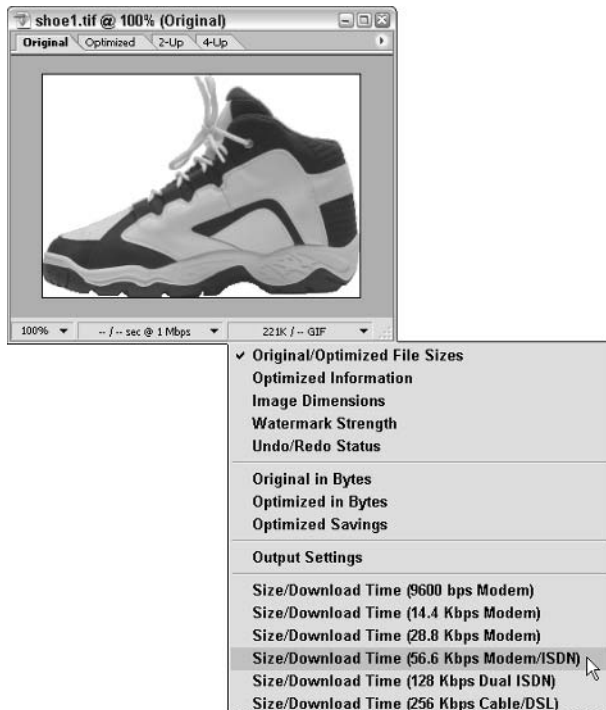 shoe1.tif @ 100% (Original)
Original Optimized 2-Up 4-Up
100% -- / -- sec @ 1 Mbps 221K / -- GIF
✓ Original/Optimized File Sizes
Optimized Information
Image Dimensions
Watermark Strength
Undo/Redo Status
Original in Bytes
Optimized in Bytes
Optimized Savings
Output Settings
Size/Download Time (9600 bps Modem)
Size/Download Time (14.4 Kbps Modem)
Size/Download Time (28.8 Kbps Modem)
Size/Download Time (56.6 Kbps Modem/ISDN)
Size/Download Time (128 Kbps Dual ISDN)
Size/Download Time (256 Kbps Cable/DSL)